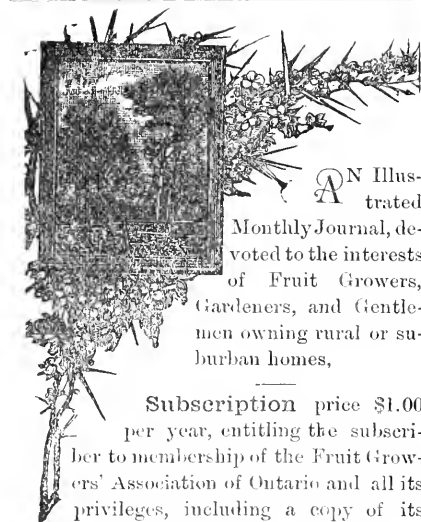 AN Illus-
trated
Monthly Journal, de-
voted to the interests
of Fruit Growers,
Gardeners, and Gentle-
men owning rural or su-
burban homes,
Subscription price $1.00
per year, entitling the subscri-
ber to membership of the Fruit Grow-
ers' Association of Ontario and all its
privileges, including a copy of its